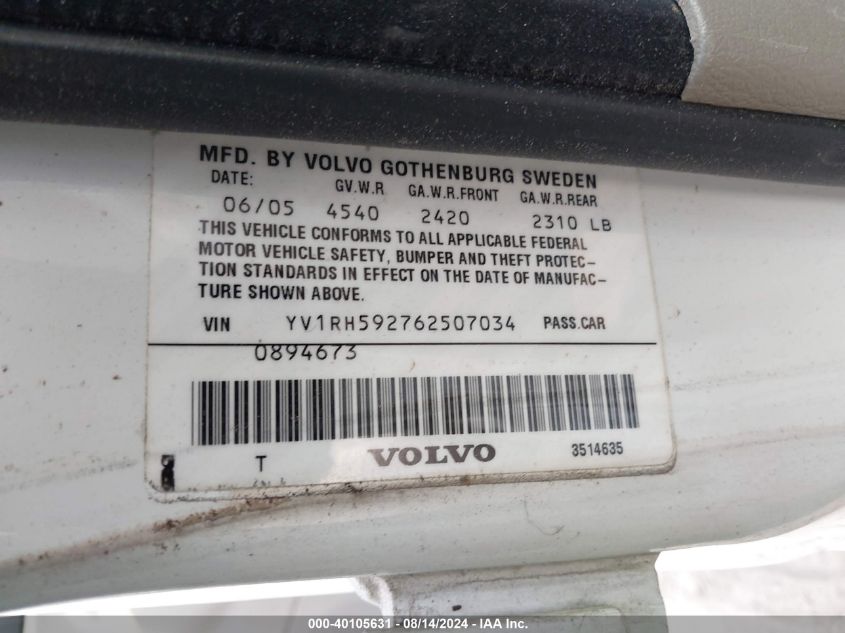 MFD. BY VOLVO GOTHENBURG SWEDEN
DATE: GV.W.R GA.W.R.FRONT GA.W.R.REAR
06/05 4540 2420 2310 LB
THIS VEHICLE CONFORMS TO ALL APPLICABLE FEDERAL
MOTOR VEHICLE SAFETY, BUMPER AND THEFT PROTEC-
TION STANDARDS IN EFFECT ON THE DATE OF MANUFAC-
TURE SHOWN ABOVE.
VIN YV1RH592762507034 PASS.CAR
0894673
T VOLVO 3514635
000-40105631 - 08/14/2024 - IAA Inc.